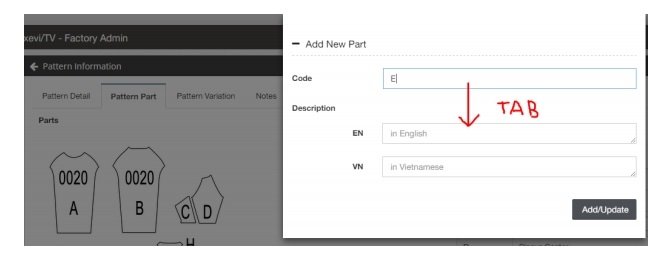 xevi/TV - Factory Admin
Pattern Information
Pattern Detail Pattern Part Pattern Variation Notes
Parts
0020 0020
A B C D
H
Add New Part
Code E
TAB
Description
EN in English
VN in Vietnamese
Add/Update